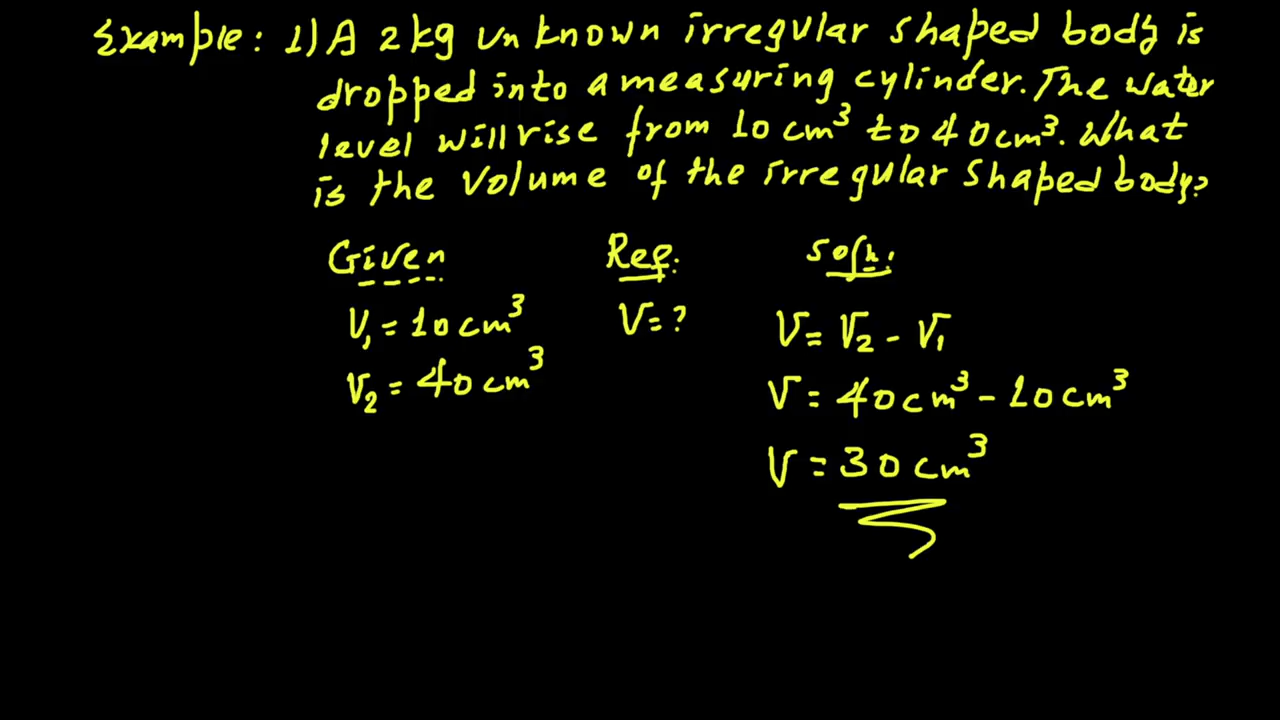 Example: 1) A 2kg unknown irregular shaped body is
dropped into a measuring cylinder. The water
level will rise from 10 cm³ to 40cm³. What
is the volume of the irregular shaped body?
Given Req: Soln:
V₁ = 10cm³ V = ? V = V₂ - V₁
V₂ = 40cm³ V = 40cm³ - 10cm³
V = 30cm³